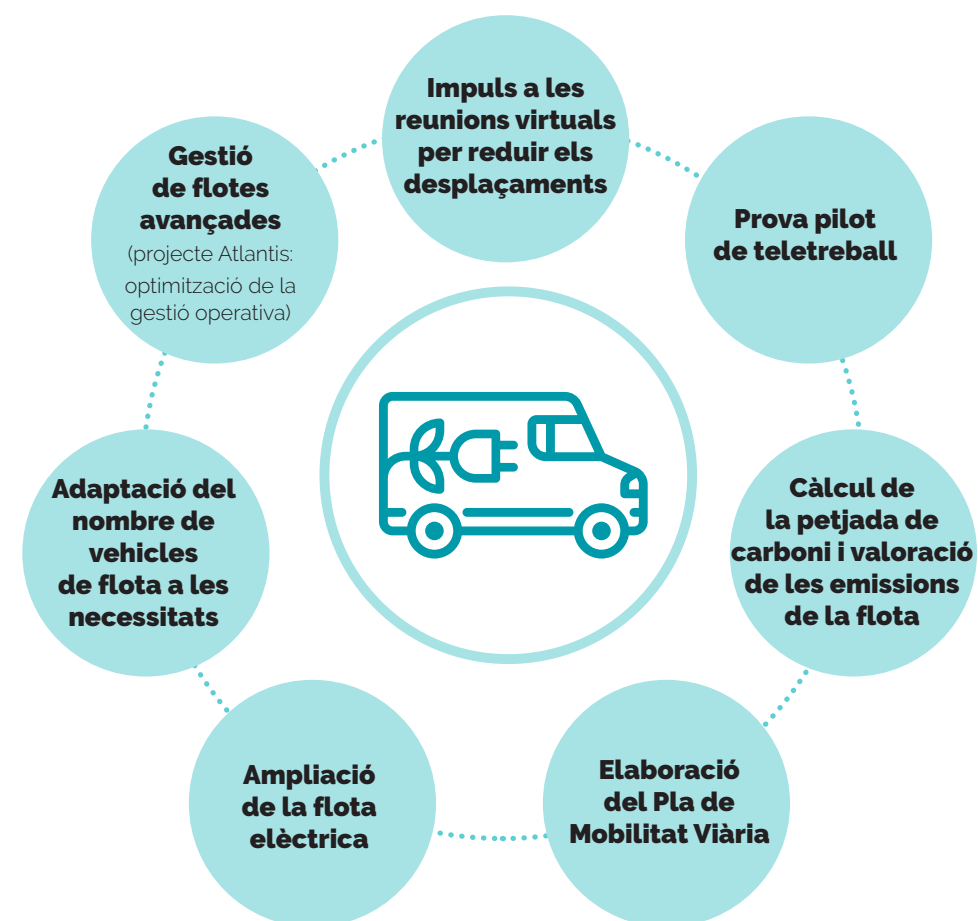 Impuls a les
reunions virtuals
per reduir els
desplaçaments
Prova pilot
de teletreball
Càlcul de
la petjada de
carboni i valoració
de les emissions
de la flota
Elaboració
del Pla de
Mobilitat Viària
Ampliació
de la flota
elèctrica
Adaptació del
nombre de
vehicles
de flota a les
necessitats
Gestió
de flotes
avançades
(projecte Atlantis:
optimització de la
gestió operativa)